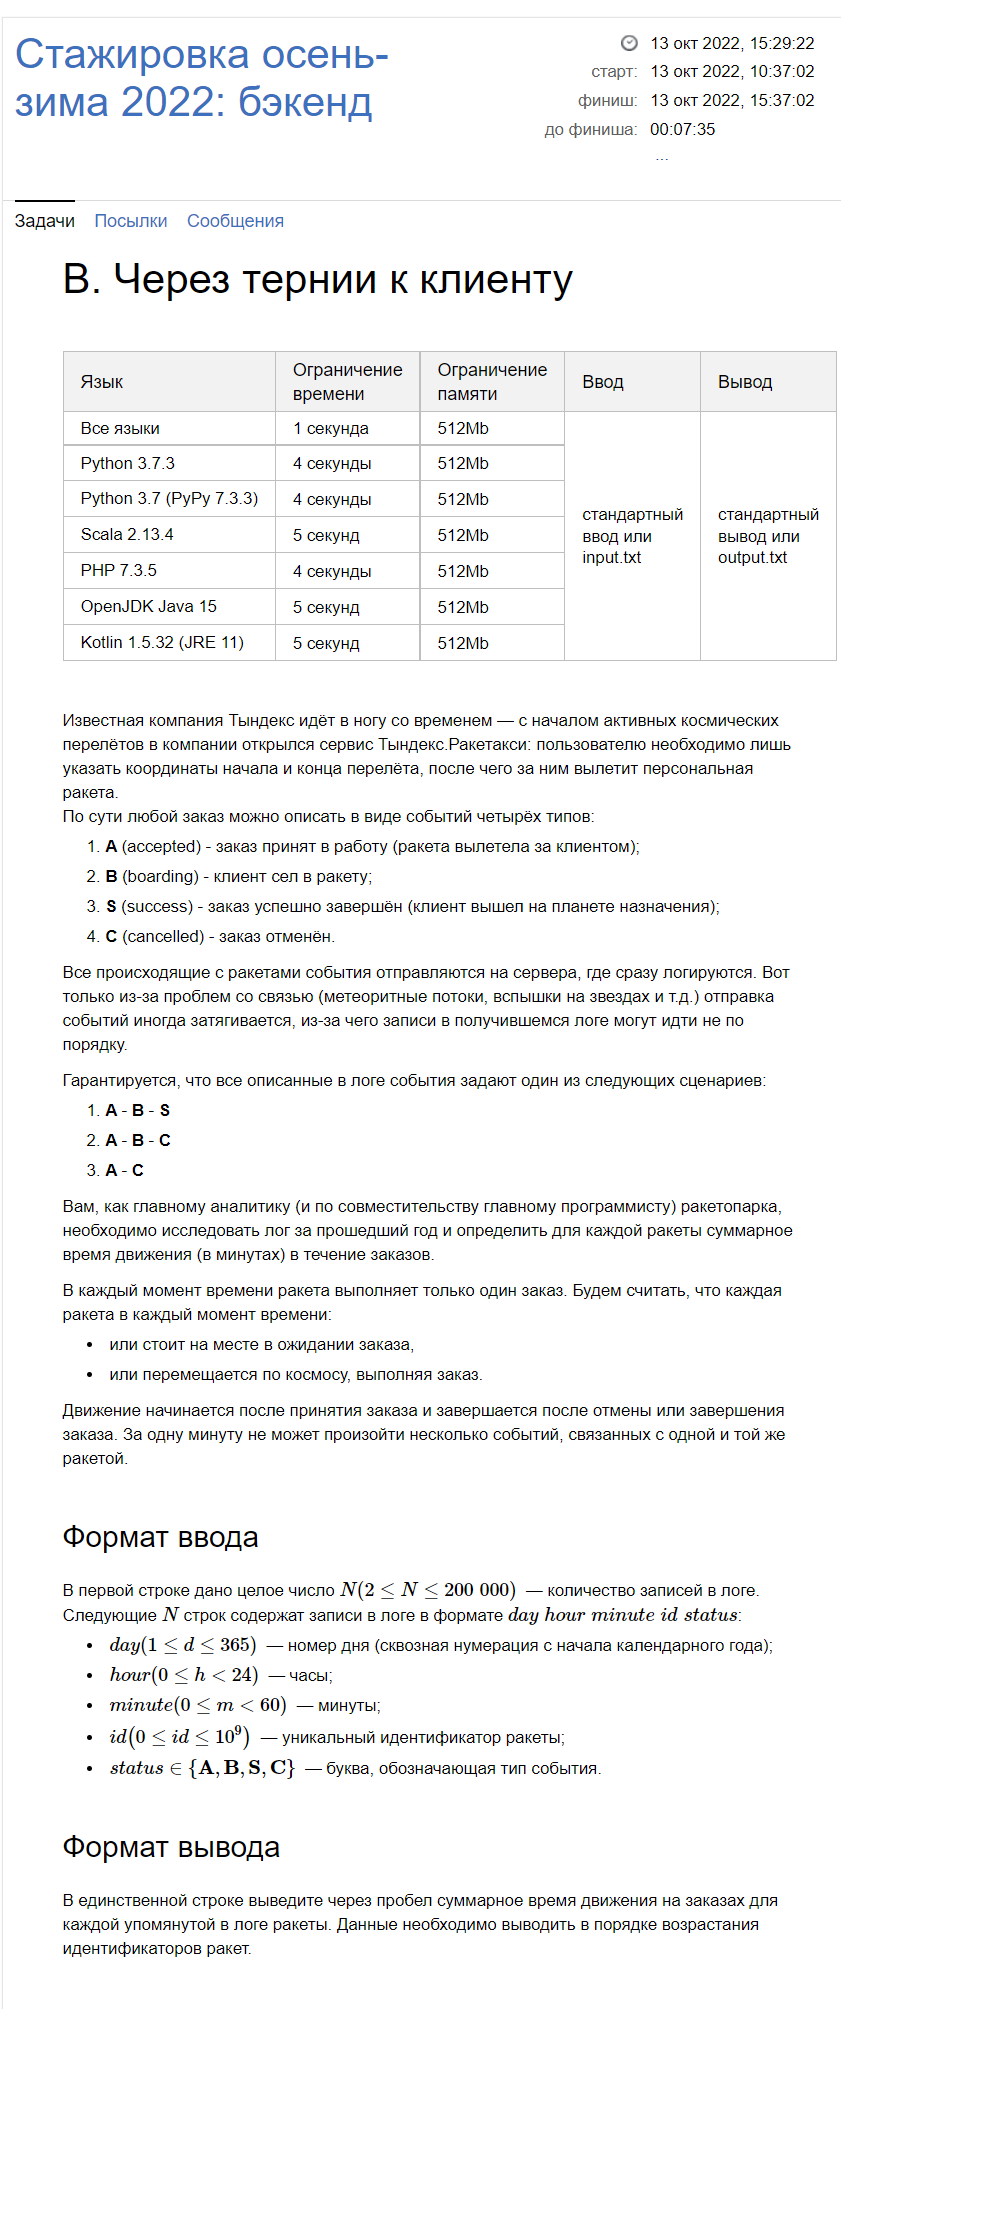 Стажировка осень-
зима 2022: бэкенд
13 окт 2022, 15:29:22
старт: 13 окт 2022, 10:37:02
финиш: 13 окт 2022, 15:37:02
до финиша: 00:07:35
...
Задачи Посылки Сообщения
B. Через тернии к клиенту
Язык Ограничение времени Ограничение памяти Ввод Вывод
Все языки 1 секунда 512Mb
Python 3.7.3 4 секунды 512Mb
Python 3.7 (PyPy 7.3.3) 4 секунды 512Mb
Scala 2.13.4 5 секунд 512Mb
PHP 7.3.5 4 секунды 512Mb
OpenJDK Java 15 5 секунд 512Mb
Kotlin 1.5.32 (JRE 11) 5 секунд 512Mb
стандартный ввод или input.txt
стандартный вывод или output.txt
Известная компания Тындекс идёт в ногу со временем — с началом активных космических
перелётов в компании открылся сервис Тындекс.Ракетакси: пользователю необходимо лишь
указать координаты начала и конца перелёта, после чего за ним вылетит персональная
ракета.
По сути любой заказ можно описать в виде событий четырёх типов:
1. A (accepted) - заказ принят в работу (ракета вылетела за клиентом);
2. B (boarding) - клиент сел в ракету;
3. S (success) - заказ успешно завершён (клиент вышел на планете назначения);
4. C (cancelled) - заказ отменён.
Все происходящие с ракетами события отправляются на сервера, где сразу логируются. Вот
только из-за проблем со связью (метеоритные потоки, вспышки на звездах и т.д.) отправка
событий иногда затягивается, из-за чего записи в получившемся логе могут идти не по
порядку.
Гарантируется, что все описанные в логе события задают один из следующих сценариев:
1. A - B - S
2. A - B - C
3. A - C
Вам, как главному аналитику (и по совместительству главному программисту) ракетопарка,
необходимо исследовать лог за прошедший год и определить для каждой ракеты суммарное
время движения (в минутах) в течение заказов.
В каждый момент времени ракета выполняет только один заказ. Будем считать, что каждая
ракета в каждый момент времени:
• или стоит на месте в ожидании заказа,
• или перемещается по космосу, выполняя заказ.
Движение начинается после принятия заказа и завершается после отмены или завершения
заказа. За одну минуту не может произойти несколько событий, связанных с одной и той же
ракетой.
Формат ввода
В первой строке дано целое число N(2 ≤ N ≤ 200 000) — количество записей в логе.
Следующие N строк содержат записи в логе в формате day hour minute id status:
• day(1 ≤ d ≤ 365) — номер дня (сквозная нумерация с начала календарного года);
• hour(0 ≤ h < 24) — часы;
• minute(0 ≤ m < 60) — минуты;
• id(0 ≤ id ≤ 10⁹) — уникальный идентификатор ракеты;
• status ∈ {A, B, S, C} — буква, обозначающая тип события.
Формат вывода
В единственной строке выведите через пробел суммарное время движения на заказах для
каждой упомянутой в логе ракеты. Данные необходимо выводить в порядке возрастания
идентификаторов ракет.